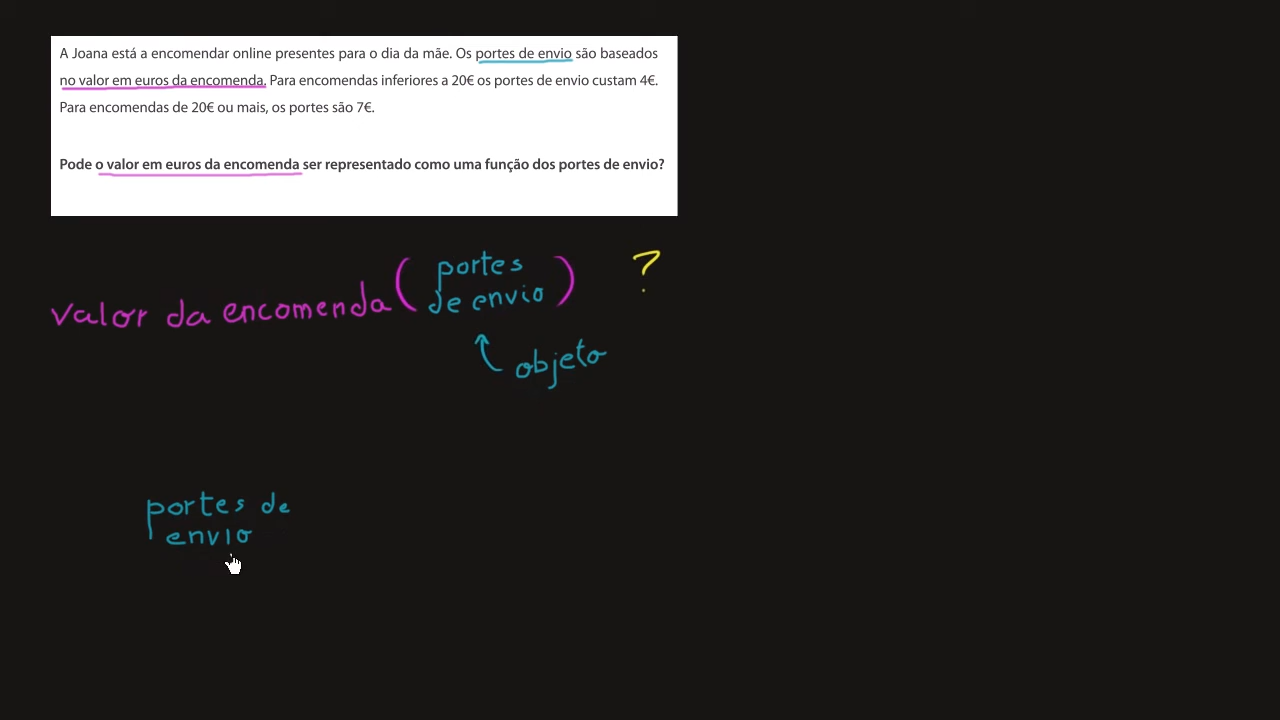 A Joana está a encomendar online presentes para o dia da mãe. Os portes de envio são baseados
no valor em euros da encomenda. Para encomendas inferiores a 20€ os portes de envio custam 4€.
Para encomendas de 20€ ou mais, os portes são 7€.
Pode o valor em euros da encomenda ser representado como uma função dos portes de envio?
valor da encomenda (portes de envio) ?
objeto
portes de
envio